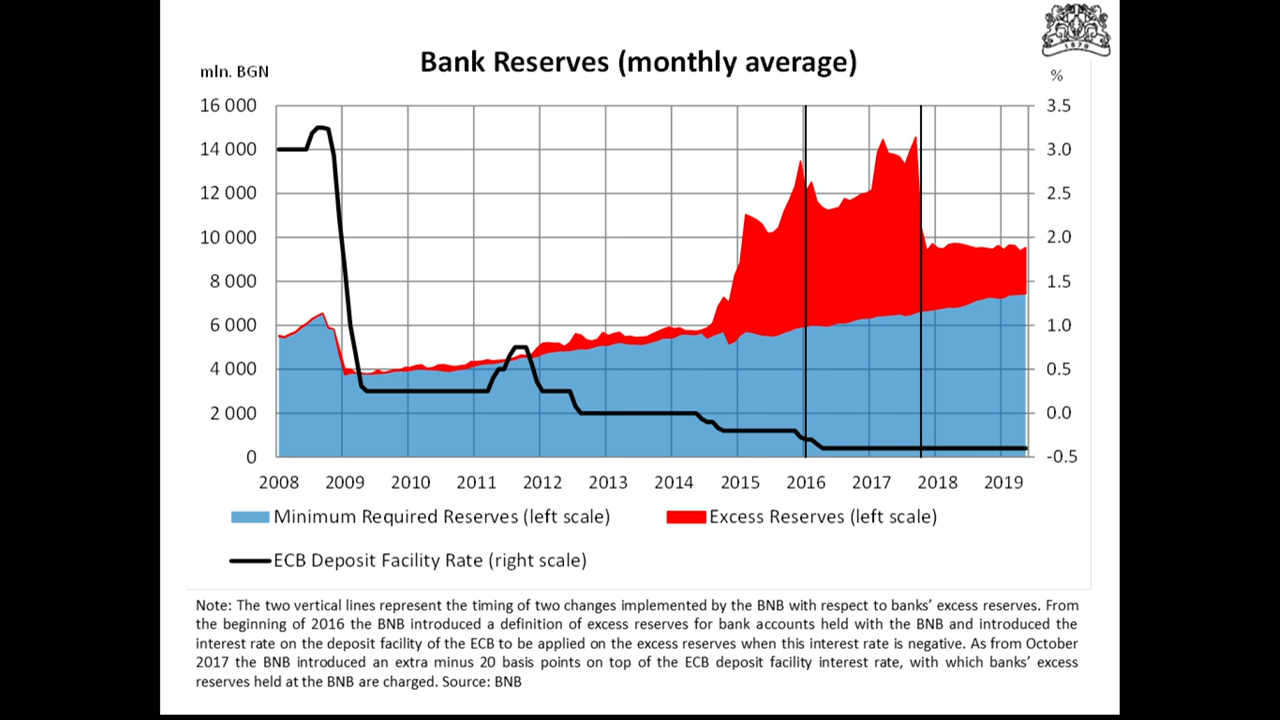 1879
Bank Reserves (monthly average)
mln. BGN
%
16 000
14 000
12 000
10 000
8 000
6 000
4 000
2 000
0
3.5
3.0
2.5
2.0
1.5
1.0
0.5
0.0
-0.5
2008 2009 2010 2011 2012 2013 2014 2015 2016 2017 2018 2019
Minimum Required Reserves (left scale) Excess Reserves (left scale)
ECB Deposit Facility Rate (right scale)
Note: The two vertical lines represent the timing of two changes implemented by the BNB with respect to banks’ excess reserves. From
the beginning of 2016 the BNB introduced a definition of excess reserves for bank accounts held with the BNB and introduced the
interest rate on the deposit facility of the ECB to be applied on the excess reserves when this interest rate is negative. As from October
2017 the BNB introduced an extra minus 20 basis points on top of the ECB deposit facility interest rate, with which banks’ excess
reserves held at the BNB are charged. Source: BNB